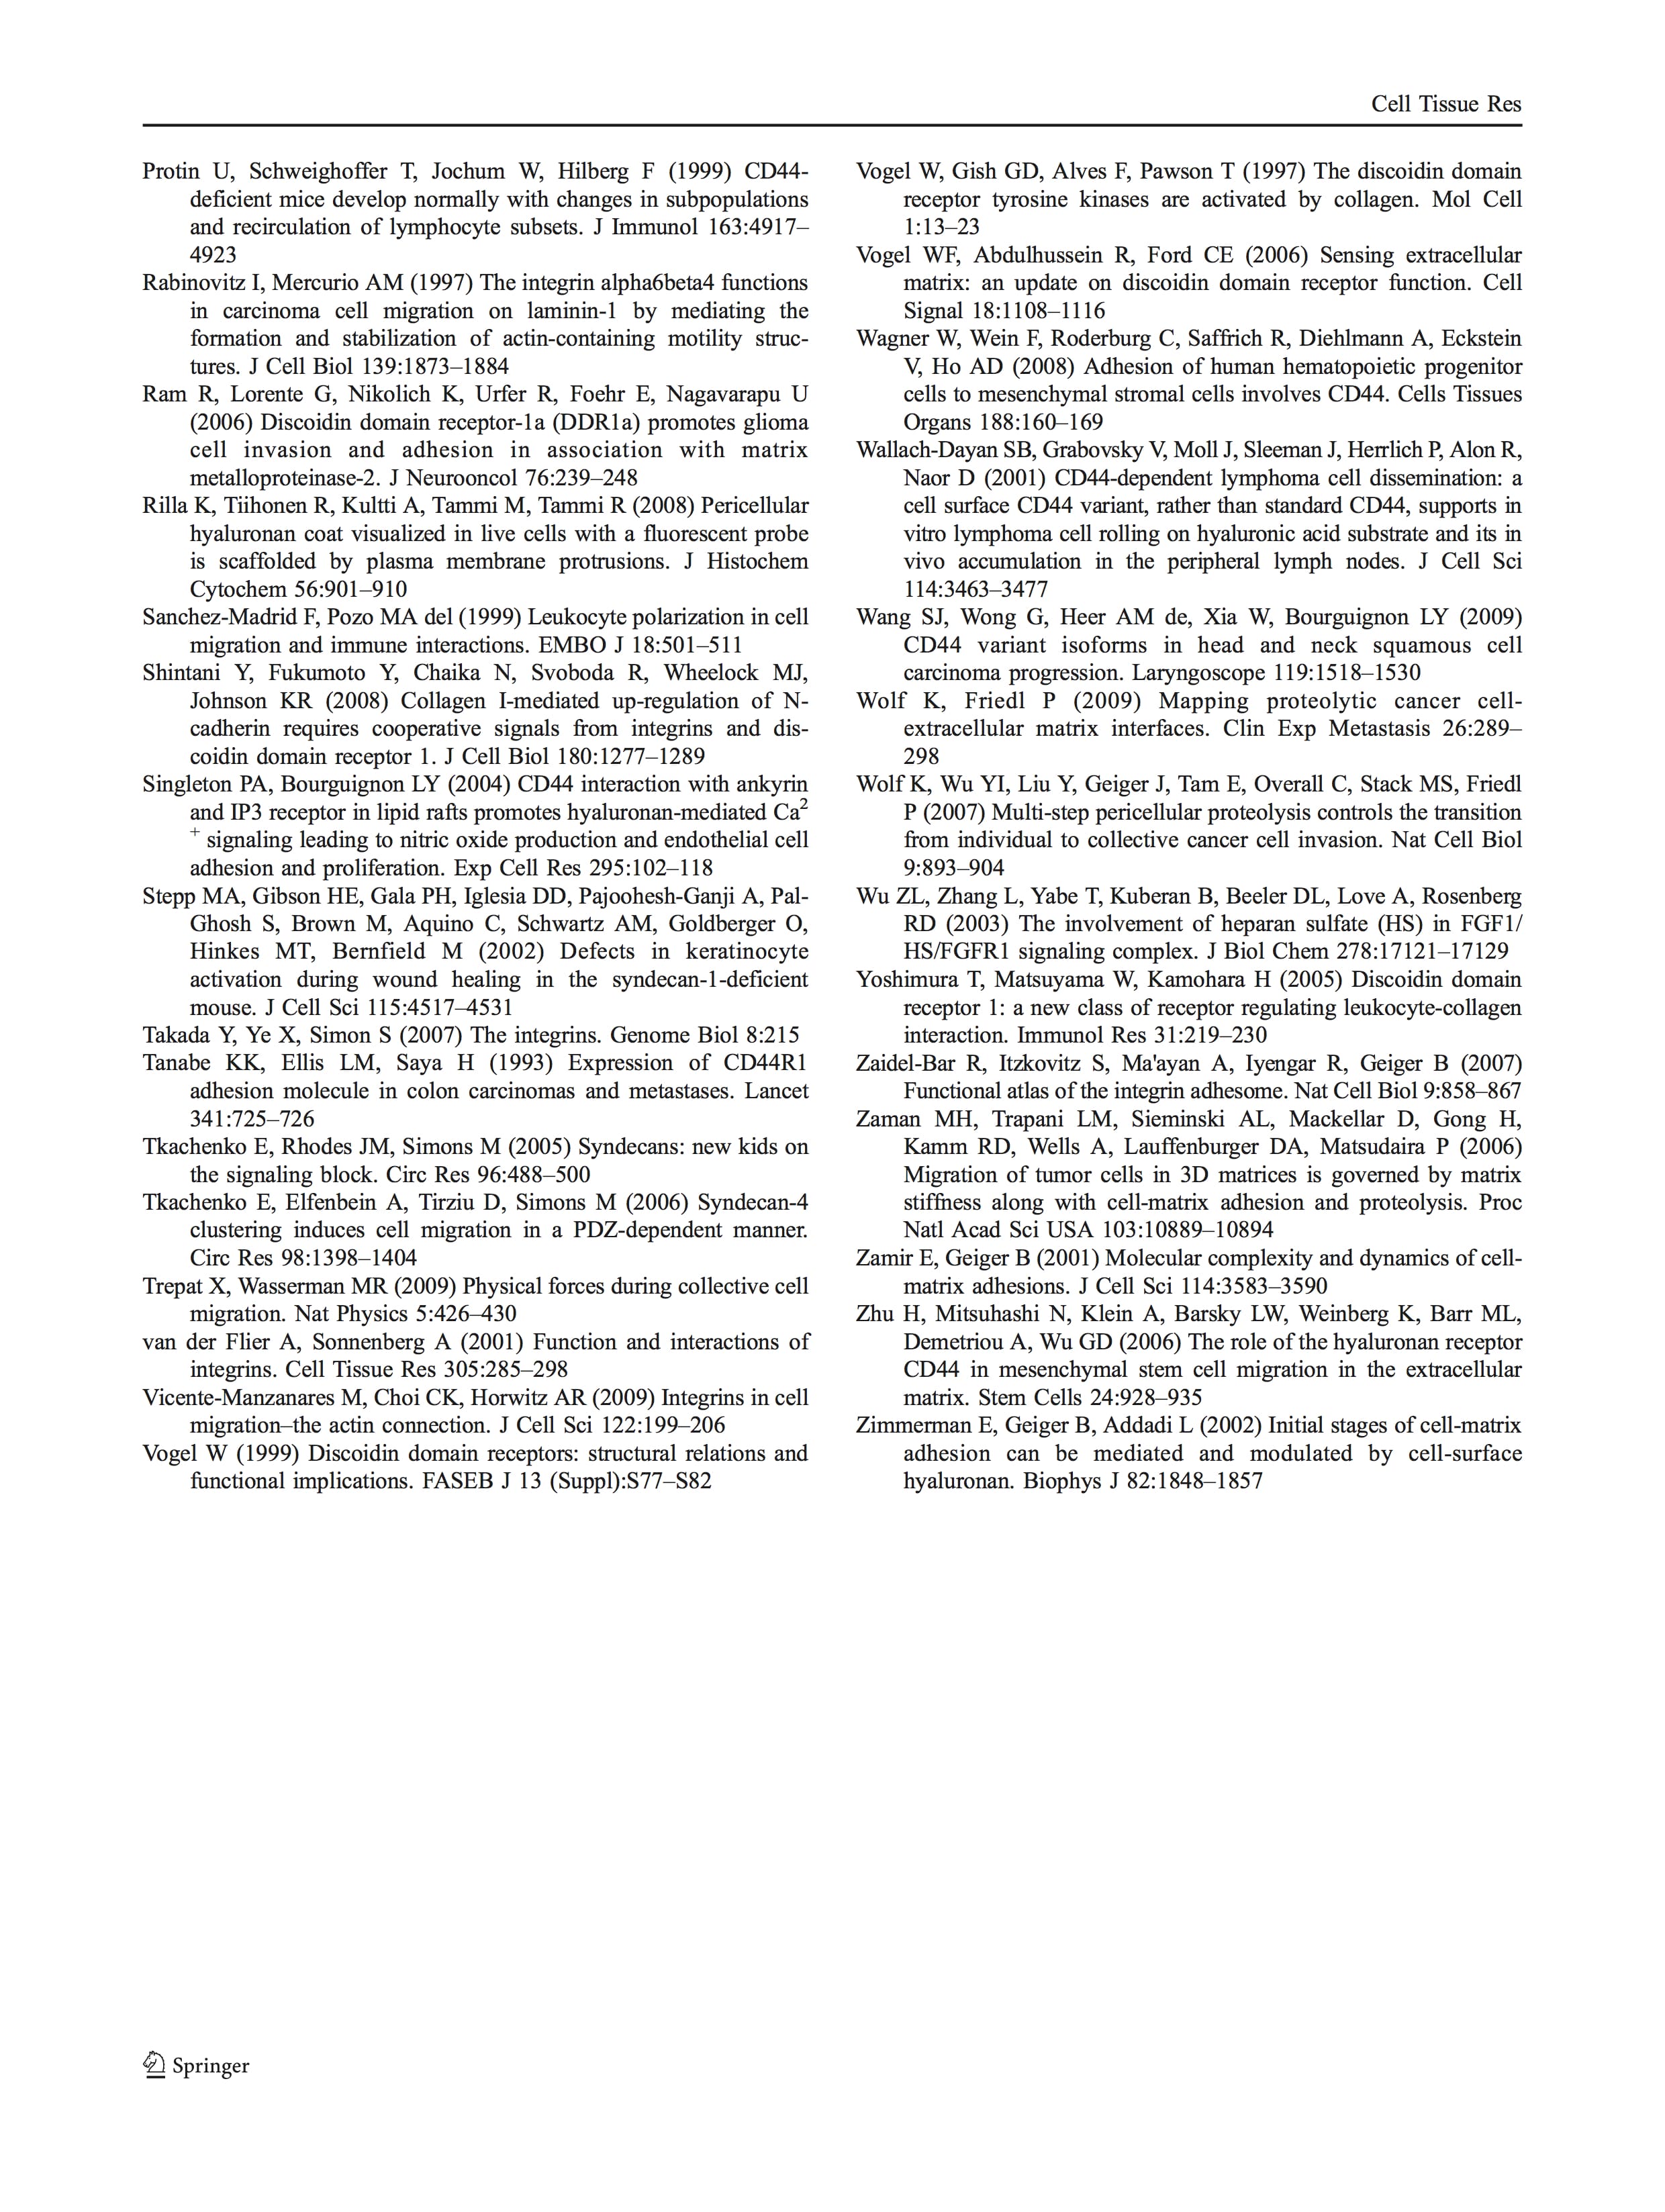 Cell Tissue Res
Protin U, Schweighoffer T, Jochum W, Hilberg F (1999) CD44-
deficient mice develop normally with changes in subpopulations
and recirculation of lymphocyte subsets. J Immunol 163:4917–
4923
Rabinovitz I, Mercurio AM (1997) The integrin alpha6beta4 functions
in carcinoma cell migration on laminin-1 by mediating the
formation and stabilization of actin-containing motility struc-
tures. J Cell Biol 139:1873–1884
Ram R, Lorente G, Nikolich K, Urfer R, Foehr E, Nagavarapu U
(2006) Discoidin domain receptor-1a (DDR1a) promotes glioma
cell invasion and adhesion in association with matrix
metalloproteinase-2. J Neurooncol 76:239–248
Rilla K, Tiihonen R, Kultti A, Tammi M, Tammi R (2008) Pericellular
hyaluronan coat visualized in live cells with a fluorescent probe
is scaffolded by plasma membrane protrusions. J Histochem
Cytochem 56:901–910
Sanchez-Madrid F, Pozo MA del (1999) Leukocyte polarization in cell
migration and immune interactions. EMBO J 18:501–511
Shintani Y, Fukumoto Y, Chaika N, Svoboda R, Wheelock MJ,
Johnson KR (2008) Collagen I-mediated up-regulation of N-
cadherin requires cooperative signals from integrins and dis-
coidin domain receptor 1. J Cell Biol 180:1277–1289
Singleton PA, Bourguignon LY (2004) CD44 interaction with ankyrin
and IP3 receptor in lipid rafts promotes hyaluronan-mediated Ca2
+ signaling leading to nitric oxide production and endothelial cell
adhesion and proliferation. Exp Cell Res 295:102–118
Stepp MA, Gibson HE, Gala PH, Iglesia DD, Pajoohesh-Ganji A, Pal-
Ghosh S, Brown M, Aquino C, Schwartz AM, Goldberger O,
Hinkes MT, Bernfield M (2002) Defects in keratinocyte
activation during wound healing in the syndecan-1-deficient
mouse. J Cell Sci 115:4517–4531
Takada Y, Ye X, Simon S (2007) The integrins. Genome Biol 8:215
Tanabe KK, Ellis LM, Saya H (1993) Expression of CD44R1
adhesion molecule in colon carcinomas and metastases. Lancet
341:725–726
Tkachenko E, Rhodes JM, Simons M (2005) Syndecans: new kids on
the signaling block. Circ Res 96:488–500
Tkachenko E, Elfenbein A, Tirziu D, Simons M (2006) Syndecan-4
clustering induces cell migration in a PDZ-dependent manner.
Circ Res 98:1398–1404
Trepat X, Wasserman MR (2009) Physical forces during collective cell
migration. Nat Physics 5:426–430
van der Flier A, Sonnenberg A (2001) Function and interactions of
integrins. Cell Tissue Res 305:285–298
Vicente-Manzanares M, Choi CK, Horwitz AR (2009) Integrins in cell
migration–the actin connection. J Cell Sci 122:199–206
Vogel W (1999) Discoidin domain receptors: structural relations and
functional implications. FASEB J 13 (Suppl):S77–S82
Vogel W, Gish GD, Alves F, Pawson T (1997) The discoidin domain
receptor tyrosine kinases are activated by collagen. Mol Cell
1:13–23
Vogel WF, Abdulhussein R, Ford CE (2006) Sensing extracellular
matrix: an update on discoidin domain receptor function. Cell
Signal 18:1108–1116
Wagner W, Wein F, Roderburg C, Saffrich R, Diehlmann A, Eckstein
V, Ho AD (2008) Adhesion of human hematopoietic progenitor
cells to mesenchymal stromal cells involves CD44. Cells Tissues
Organs 188:160–169
Wallach-Dayan SB, Grabovsky V, Moll J, Sleeman J, Herrlich P, Alon R,
Naor D (2001) CD44-dependent lymphoma cell dissemination: a
cell surface CD44 variant, rather than standard CD44, supports in
vitro lymphoma cell rolling on hyaluronic acid substrate and its in
vivo accumulation in the peripheral lymph nodes. J Cell Sci
114:3463–3477
Wang SJ, Wong G, Heer AM de, Xia W, Bourguignon LY (2009)
CD44 variant isoforms in head and neck squamous cell
carcinoma progression. Laryngoscope 119:1518–1530
Wolf K, Friedl P (2009) Mapping proteolytic cancer cell-
extracellular matrix interfaces. Clin Exp Metastasis 26:289–
298
Wolf K, Wu YI, Liu Y, Geiger J, Tam E, Overall C, Stack MS, Friedl
P (2007) Multi-step pericellular proteolysis controls the transition
from individual to collective cancer cell invasion. Nat Cell Biol
9:893–904
Wu ZL, Zhang L, Yabe T, Kuberan B, Beeler DL, Love A, Rosenberg
RD (2003) The involvement of heparan sulfate (HS) in FGF1/
HS/FGFR1 signaling complex. J Biol Chem 278:17121–17129
Yoshimura T, Matsuyama W, Kamohara H (2005) Discoidin domain
receptor 1: a new class of receptor regulating leukocyte-collagen
interaction. Immunol Res 31:219–230
Zaidel-Bar R, Itzkovitz S, Ma'ayan A, Iyengar R, Geiger B (2007)
Functional atlas of the integrin adhesome. Nat Cell Biol 9:858–867
Zaman MH, Trapani LM, Sieminski AL, Mackellar D, Gong H,
Kamm RD, Wells A, Lauffenburger DA, Matsudaira P (2006)
Migration of tumor cells in 3D matrices is governed by matrix
stiffness along with cell-matrix adhesion and proteolysis. Proc
Natl Acad Sci USA 103:10889–10894
Zamir E, Geiger B (2001) Molecular complexity and dynamics of cell-
matrix adhesions. J Cell Sci 114:3583–3590
Zhu H, Mitsuhashi N, Klein A, Barsky LW, Weinberg K, Barr ML,
Demetriou A, Wu GD (2006) The role of the hyaluronan receptor
CD44 in mesenchymal stem cell migration in the extracellular
matrix. Stem Cells 24:928–935
Zimmerman E, Geiger B, Addadi L (2002) Initial stages of cell-matrix
adhesion can be mediated and modulated by cell-surface
hyaluronan. Biophys J 82:1848–1857
Springer